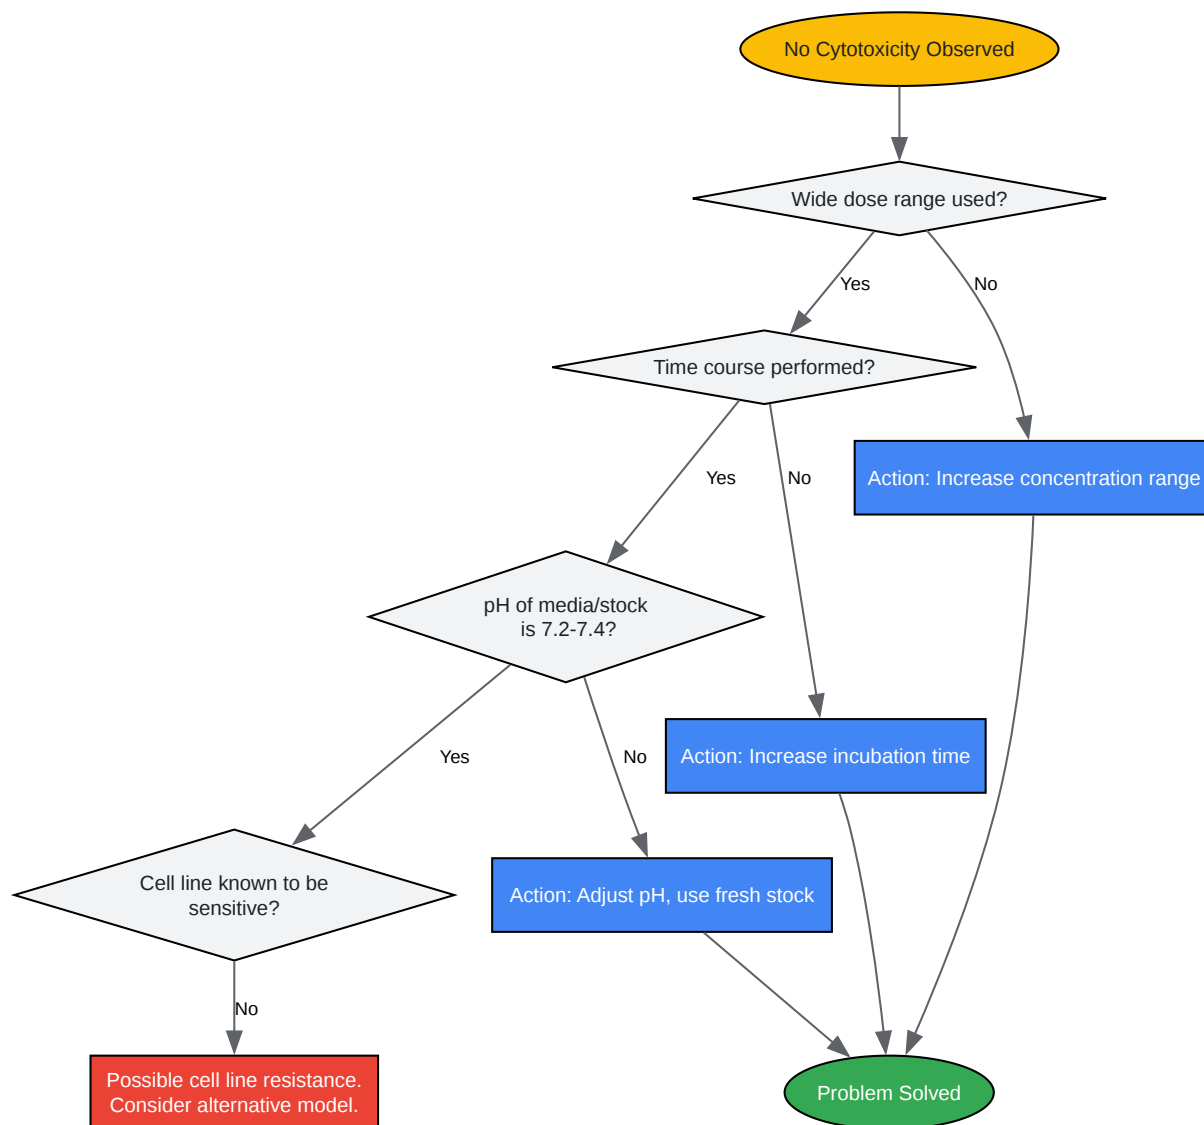 No Cytotoxicity Observed
Wide dose range used?
Yes
No
Time course performed?
Yes
No
Action: Increase concentration range
pH of media/stock
is 7.2-7.4?
Yes
No
Action: Increase incubation time
Cell line known to be
sensitive?
Action: Adjust pH, use fresh stock
No
Possible cell line resistance.
Consider alternative model.
Problem Solved